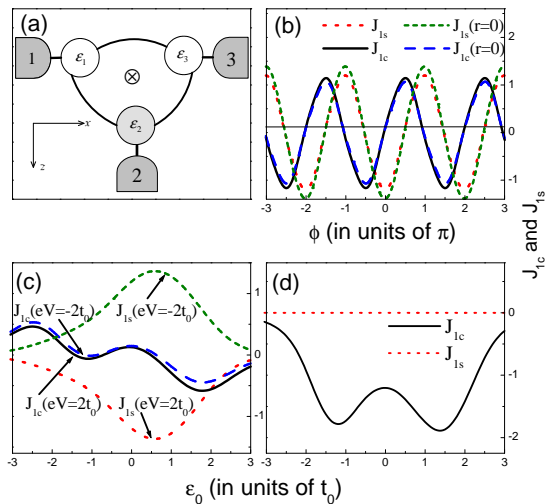 (a)
1
ε1
ε3
3
⊗
ε2
x
z
2
(b)
J1s
J1s(r=0)
J1c
J1c(r=0)
1
0
-1
-3 -2 -1 0 1 2 3
ϕ (in units of π)
J1c and J1s
(c)
J1c(eV=-2t0)
J1s(eV=-2t0)
J1c(eV=2t0)
J1s(eV=2t0)
1
0
-1
-3 -2 -1 0 1 2 3
(d)
J1c
J1s
0
-1
-2
-3 -2 -1 0 1 2 3
ε0 (in units of t0)